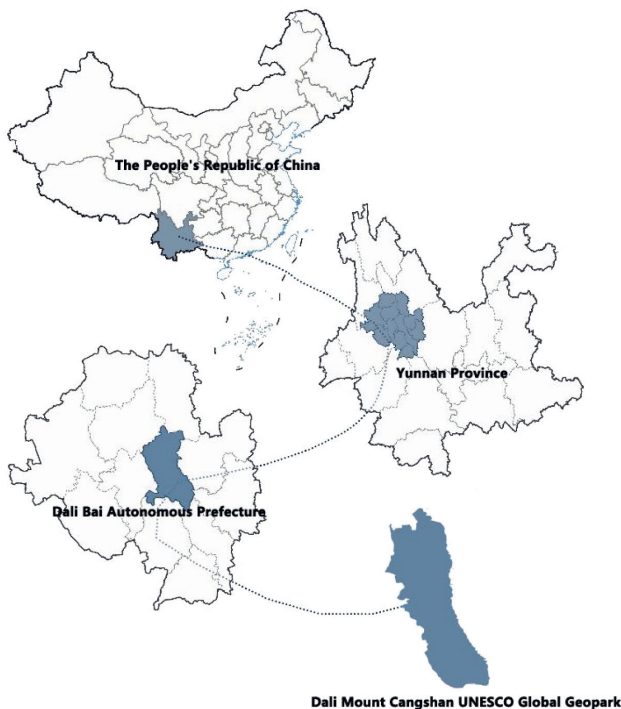 The People's Republic of China
Yunnan Province
Dali Bai Autonomous Prefecture
Dali Mount Cangshan UNESCO Global Geopark